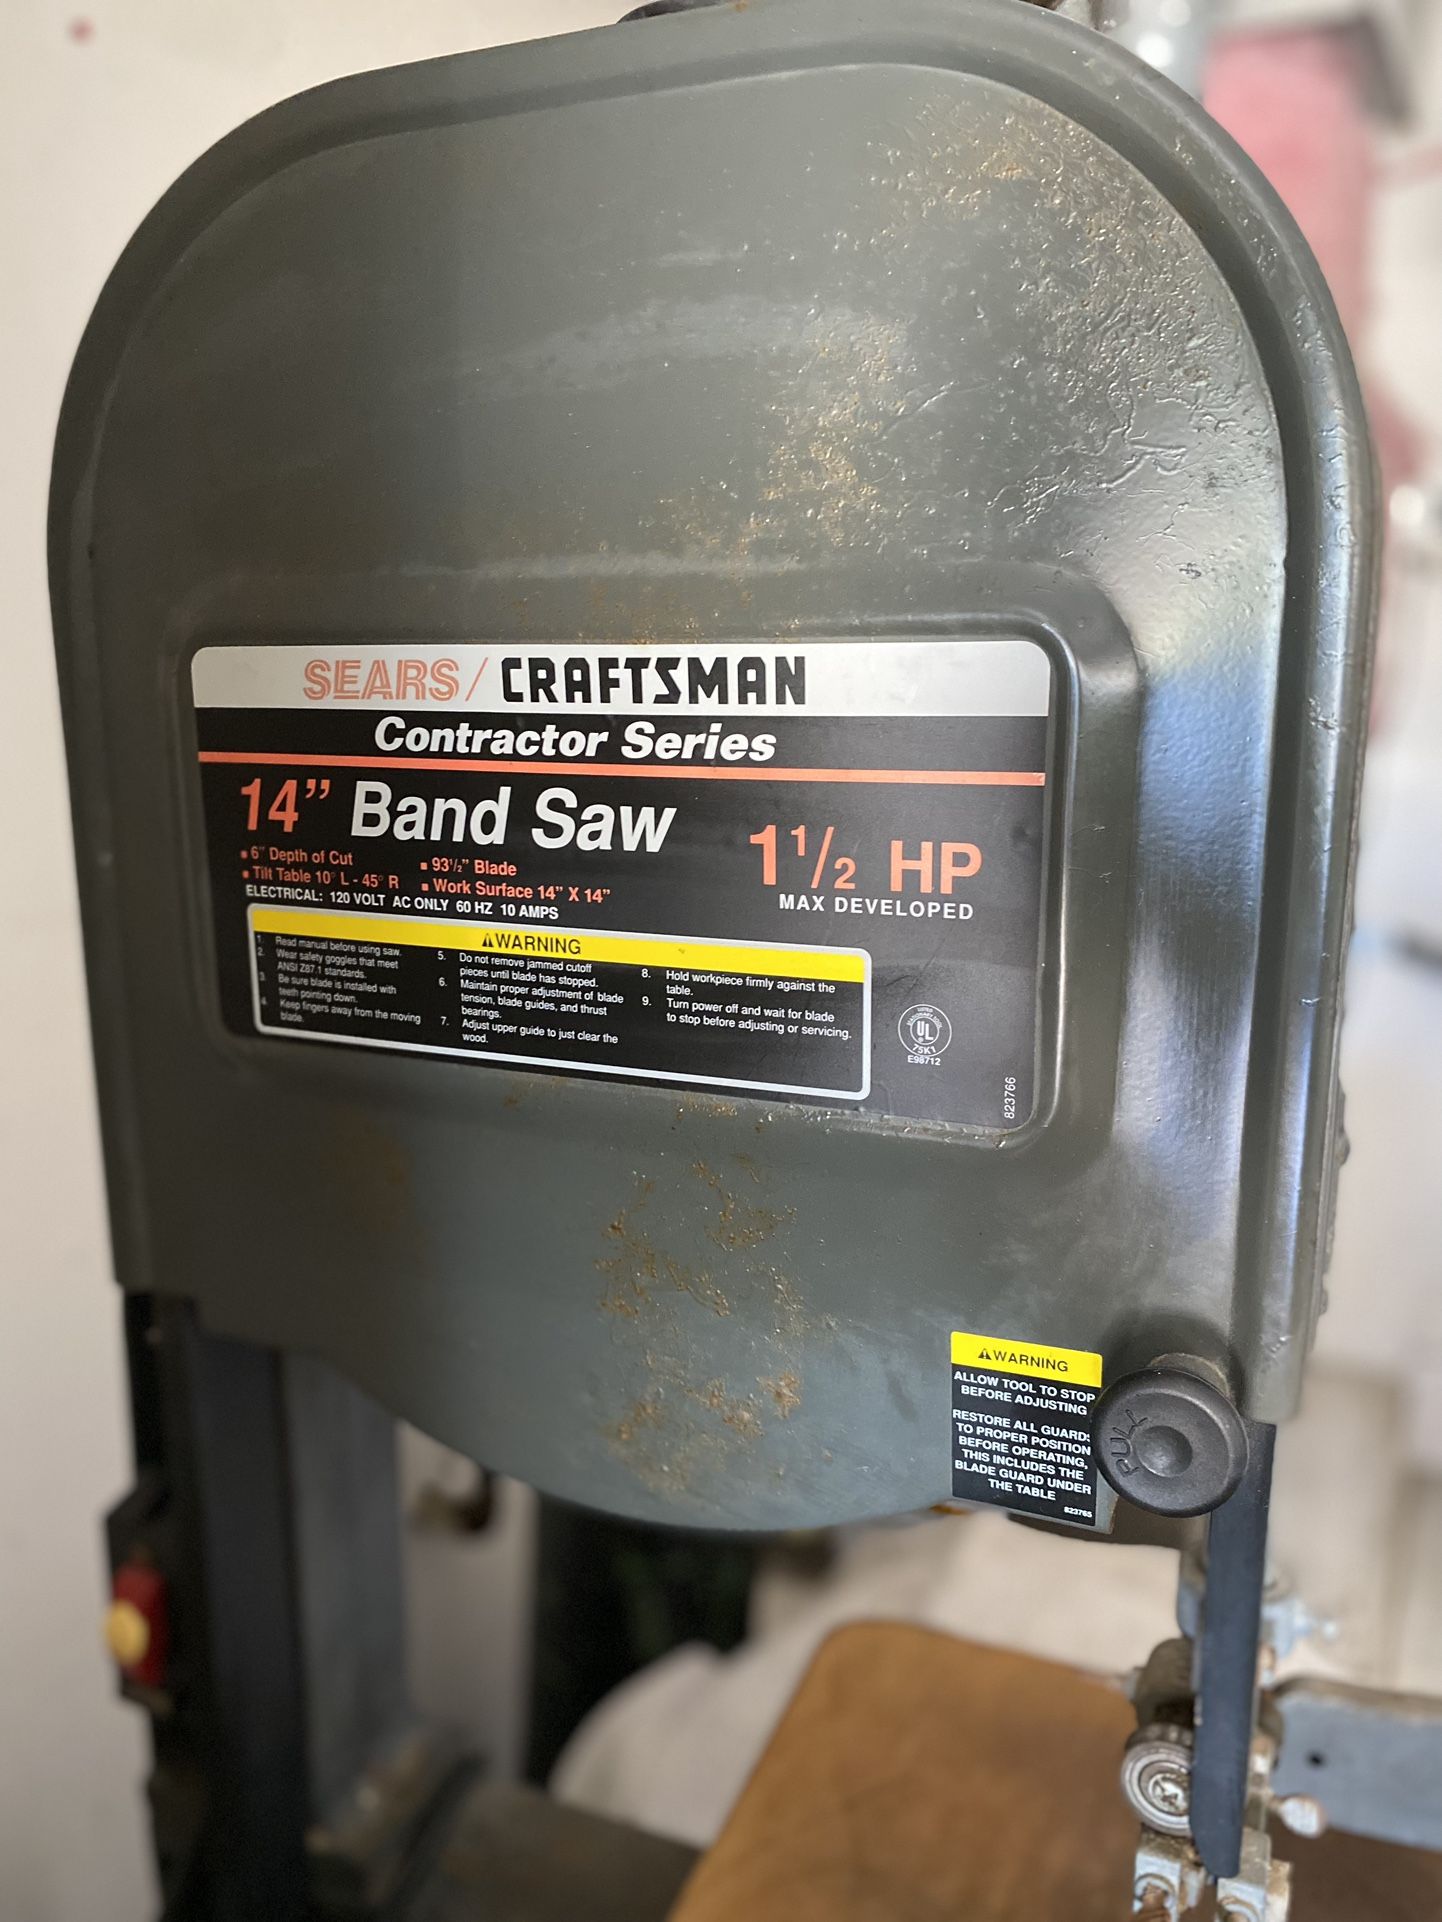 SEARS / CRAFTSMAN
Contractor Series
14” Band Saw
1 1/2 HP
MAX DEVELOPED
▪ 6” Depth of Cut
▪ Tilt Table 10° L - 45° R
▪ 93 1/2” Blade
▪ Work Surface 14” X 14”
ELECTRICAL: 120 VOLT AC ONLY 60 HZ 10 AMPS
⚠WARNING
1. Read manual before using saw.
2. Wear safety goggles that meet
ANSI Z87.1 standards.
3. Be sure blade is installed with
teeth pointing down.
4. Keep fingers away from the moving
blade.
5. Do not remove jammed cutoff
pieces until blade has stopped.
6. Maintain proper adjustment of blade
tension, blade guides, and thrust
bearings.
7. Adjust upper guide to just clear the
wood.
8. Hold workpiece firmly against the
table.
9. Turn power off and wait for blade
to stop before adjusting or servicing.
LISTED
UL
®
75K1
E98712
823766
⚠WARNING
ALLOW TOOL TO STOP
BEFORE ADJUSTING
RESTORE ALL GUARDS
TO PROPER POSITION
BEFORE OPERATING,
THIS INCLUDES THE
BLADE GUARD UNDER
THE TABLE
823765
PULL